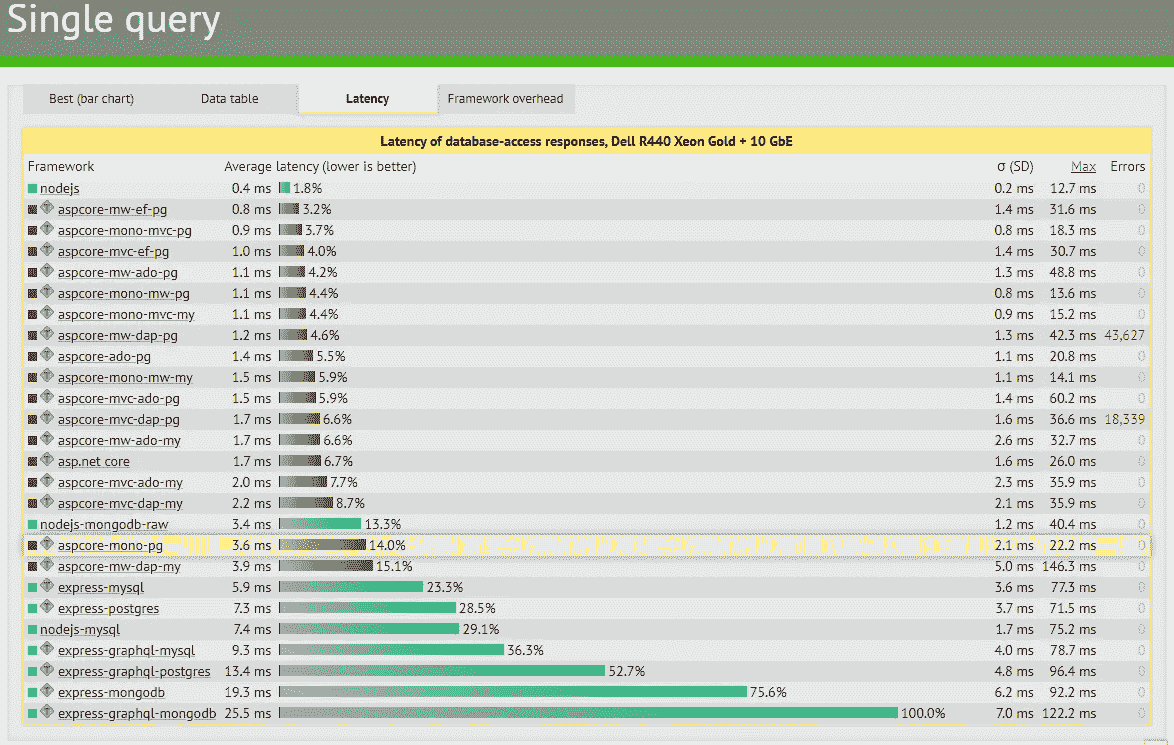 Single query
Best (bar chart) Data table Latency Framework overhead
Latency of database-access responses, Dell R440 Xeon Gold + 10 GbE
Framework Average latency (lower is better) σ (SD) Max Errors
nodejs 0.4 ms 1.8% 0.2 ms 12.7 ms 0
aspcore-mw-ef-pg 0.8 ms 3.2% 1.4 ms 31.6 ms 0
aspcore-mono-mvc-pg 0.9 ms 3.7% 0.8 ms 18.3 ms 0
aspcore-mvc-ef-pg 1.0 ms 4.0% 1.4 ms 30.7 ms 0
aspcore-mw-ado-pg 1.1 ms 4.2% 1.3 ms 48.8 ms 0
aspcore-mono-mw-pg 1.1 ms 4.4% 0.8 ms 13.6 ms 0
aspcore-mono-mvc-my 1.1 ms 4.4% 0.9 ms 15.2 ms 0
aspcore-mw-dap-pg 1.2 ms 4.6% 1.3 ms 42.3 ms 43,627
aspcore-ado-pg 1.4 ms 5.5% 1.1 ms 20.8 ms 0
aspcore-mono-mw-my 1.5 ms 5.9% 1.1 ms 14.1 ms 0
aspcore-mvc-ado-pg 1.5 ms 5.9% 1.4 ms 60.2 ms 0
aspcore-mvc-dap-pg 1.7 ms 6.6% 1.6 ms 36.6 ms 18,339
aspcore-mw-ado-my 1.7 ms 6.6% 2.6 ms 32.7 ms 0
asp.net core 1.7 ms 6.7% 1.6 ms 26.0 ms 0
aspcore-mvc-ado-my 2.0 ms 7.7% 2.3 ms 35.9 ms 0
aspcore-mvc-dap-my 2.2 ms 8.7% 2.1 ms 35.9 ms 0
nodejs-mongodb-raw 3.4 ms 13.3% 1.2 ms 40.4 ms 0
aspcore-mono-pg 3.6 ms 14.0% 2.1 ms 22.2 ms 0
aspcore-mw-dap-my 3.9 ms 15.1% 5.0 ms 146.3 ms 0
express-mysql 5.9 ms 23.3% 3.6 ms 77.3 ms 0
express-postgres 7.3 ms 28.5% 3.7 ms 71.5 ms 0
nodejs-mysql 7.4 ms 29.1% 1.7 ms 75.2 ms 0
express-graphql-mysql 9.3 ms 36.3% 4.0 ms 78.7 ms 0
express-graphql-postgres 13.4 ms 52.7% 4.8 ms 96.4 ms 0
express-mongodb 19.3 ms 75.6% 6.2 ms 92.2 ms 0
express-graphql-mongodb 25.5 ms 100.0% 7.0 ms 122.2 ms 0